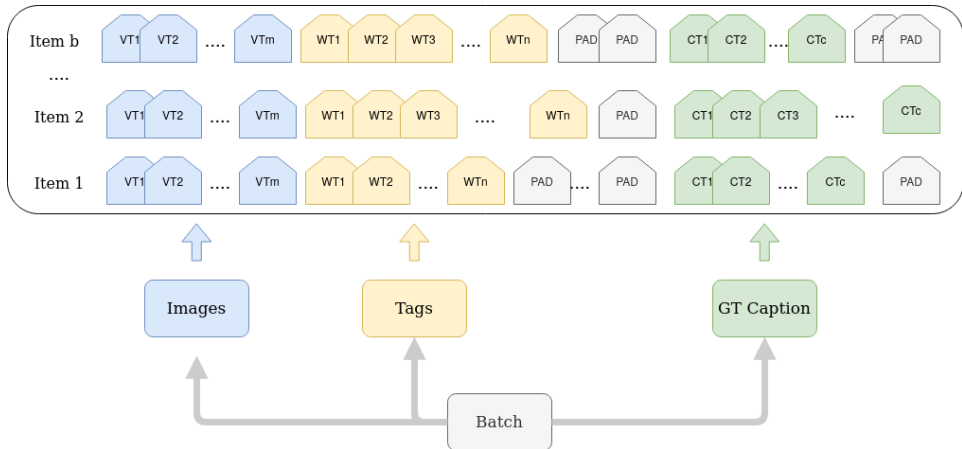 Item b VT1 VT2 .... VTm WT1 WT2 WT3 .... WTn PAD PAD CT1 CT2 .... CTc PAD PAD
....
Item 2 VT1 VT2 .... VTm WT1 WT2 WT3 .... WTn PAD CT1 CT2 CT3 .... CTc
Item 1 VT1 VT2 .... VTm WT1 WT2 .... WTn PAD .... PAD CT1 CT2 .... CTc PAD
Images Tags GT Caption
Batch